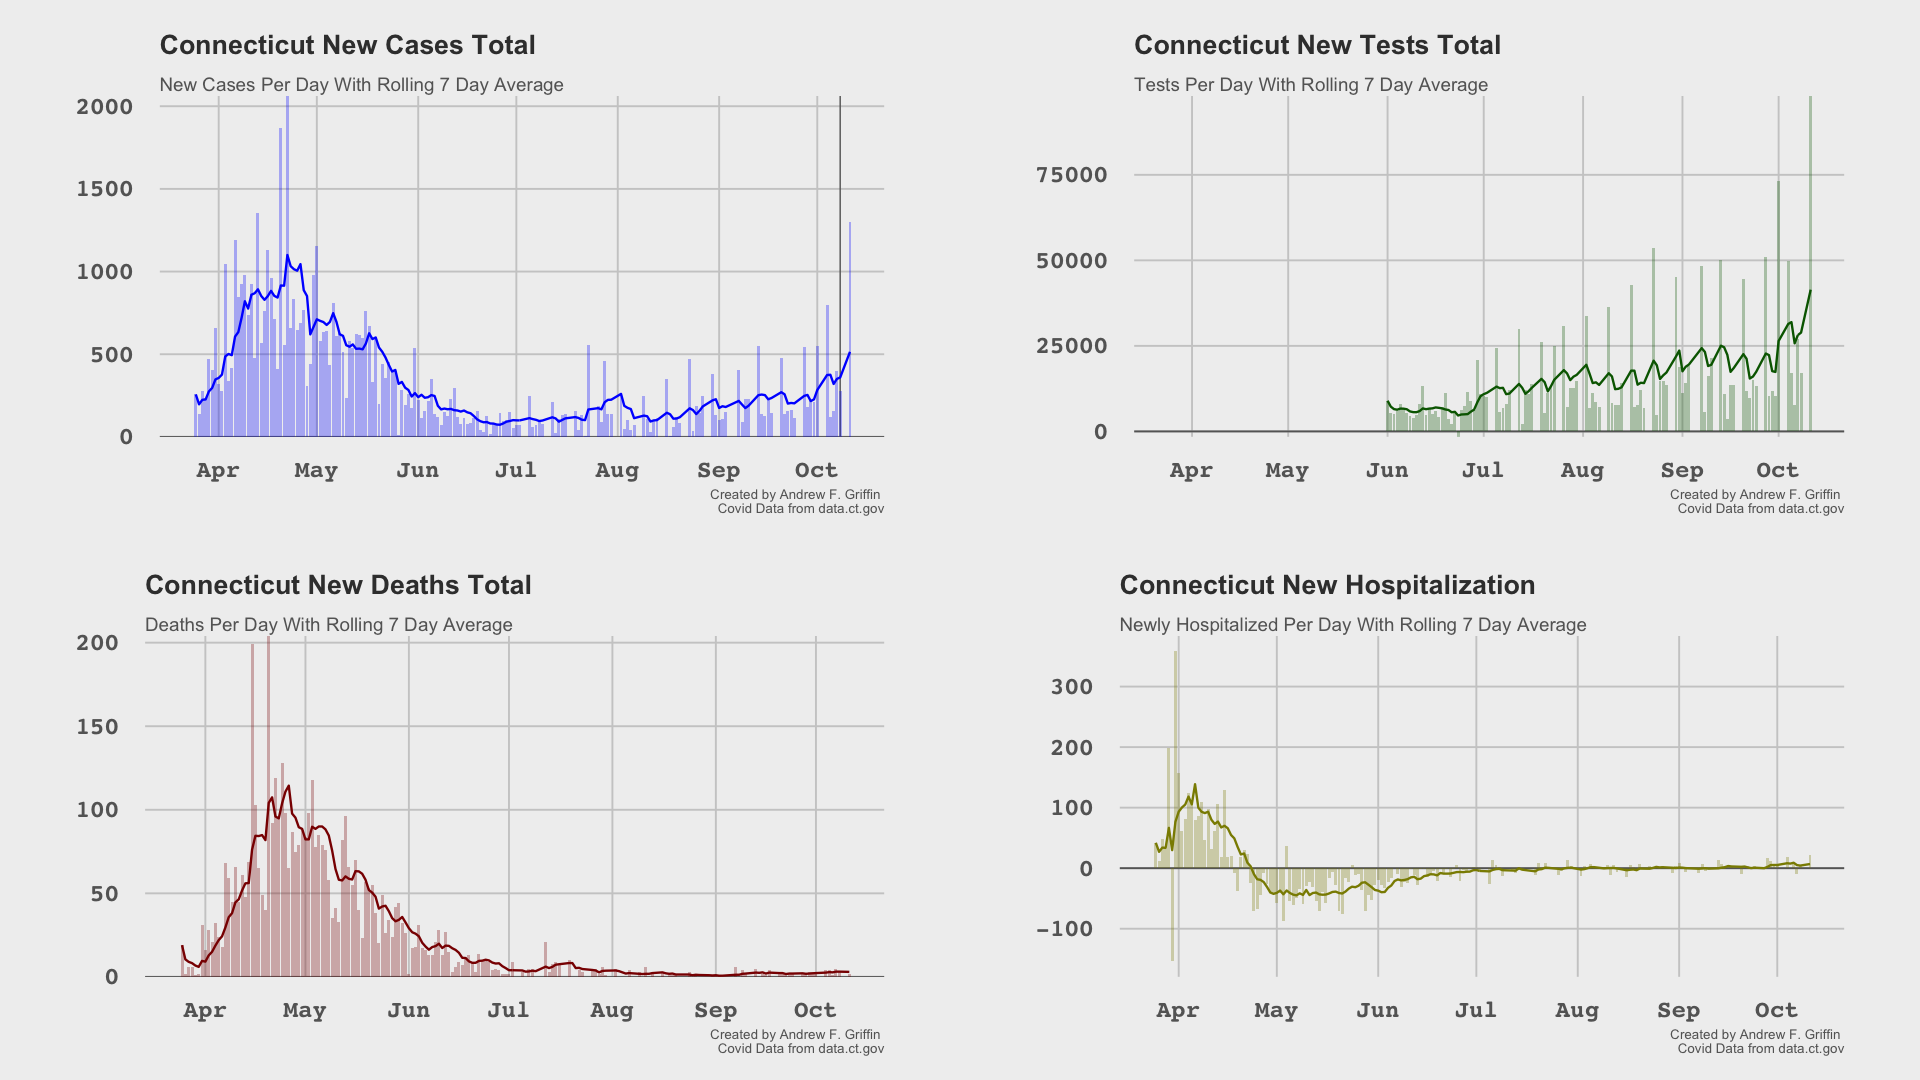 Connecticut New Cases Total
New Cases Per Day With Rolling 7 Day Average
2000
1500
1000
500
0
Apr May Jun Jul Aug Sep Oct
Created by Andrew F. Griffin
Covid Data from data.ct.gov
Connecticut New Tests Total
Tests Per Day With Rolling 7 Day Average
75000
50000
25000
0
Apr May Jun Jul Aug Sep Oct
Created by Andrew F. Griffin
Covid Data from data.ct.gov
Connecticut New Deaths Total
Deaths Per Day With Rolling 7 Day Average
200
150
100
50
0
Apr May Jun Jul Aug Sep Oct
Created by Andrew F. Griffin
Covid Data from data.ct.gov
Connecticut New Hospitalization
Newly Hospitalized Per Day With Rolling 7 Day Average
300
200
100
0
−100
Apr May Jun Jul Aug Sep Oct
Created by Andrew F. Griffin
Covid Data from data.ct.gov